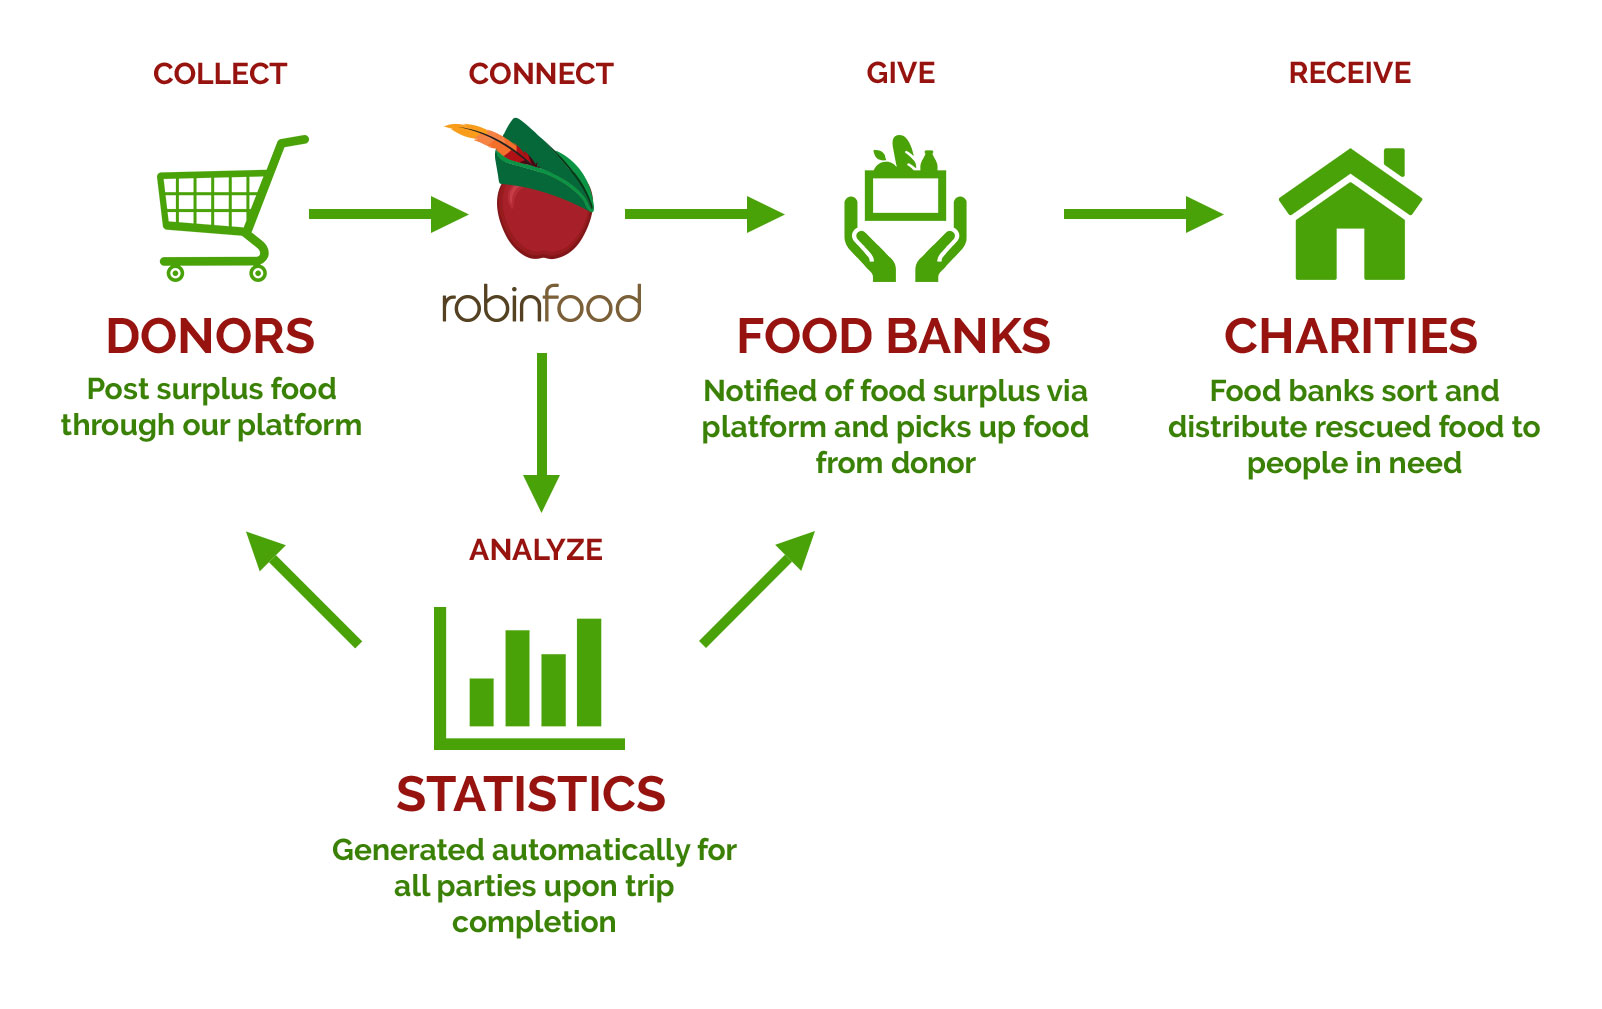 COLLECT
CONNECT
GIVE
RECEIVE
robinfood
DONORS
Post surplus food
through our platform
FOOD BANKS
Notified of food surplus via
platform and picks up food
from donor
CHARITIES
Food banks sort and
distribute rescued food to
people in need
ANALYZE
STATISTICS
Generated automatically for
all parties upon trip
completion